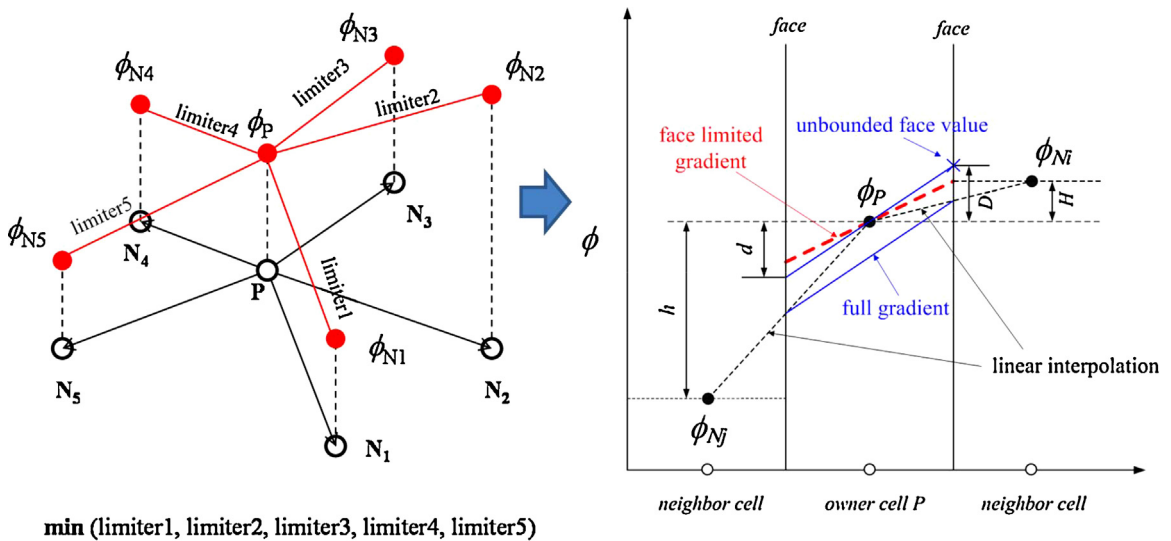 ϕN3
ϕN4
ϕN2
limiter3
limiter4
limiter2
ϕP
limiter5
N3
ϕN5
N4
P
limiter1
ϕN1
N5
N2
N1
min (limiter1, limiter2, limiter3, limiter4, limiter5)
face
face
unbounded face value
face limited
gradient
ϕNi
ϕP
D
H
ϕ
d
h
full gradient
linear interpolation
ϕNj
neighbor cell
owner cell P
neighbor cell